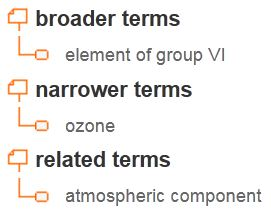 broader terms
element of group VI
narrower terms
ozone
related terms
atmospheric component